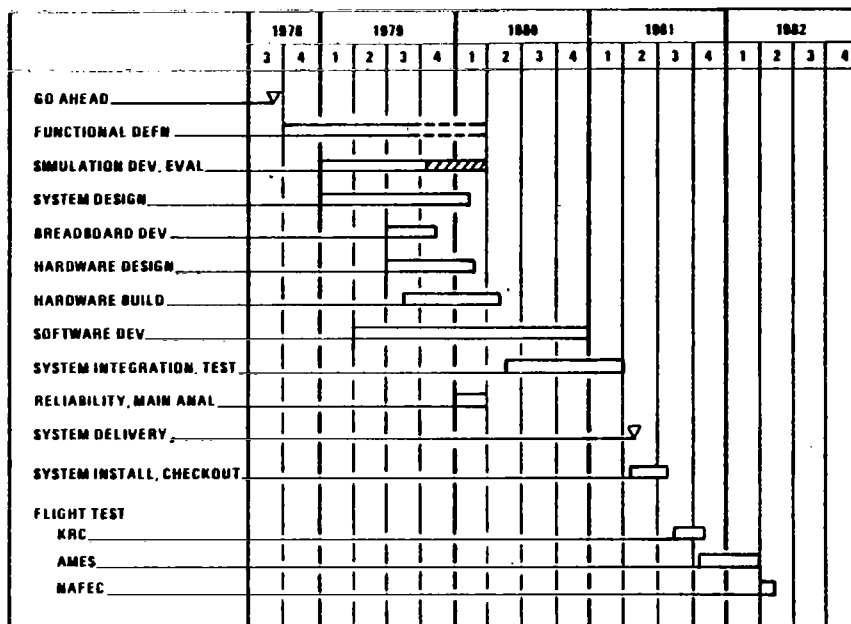 1978 1979 1980 1981 1982
3 4 1 2 3 4 1 2 3 4 1 2 3 4 1 2 3 4
GO AHEAD
FUNCTIONAL DEFN
SIMULATION DEV, EVAL
SYSTEM DESIGN
BREADBOARD DEV
HARDWARE DESIGN
HARDWARE BUILD
SOFTWARE DEV
SYSTEM INTEGRATION, TEST
RELIABILITY, MAIN ANAL
SYSTEM DELIVERY
SYSTEM INSTALL, CHECKOUT
FLIGHT TEST
KRC
AMES
NAFEC